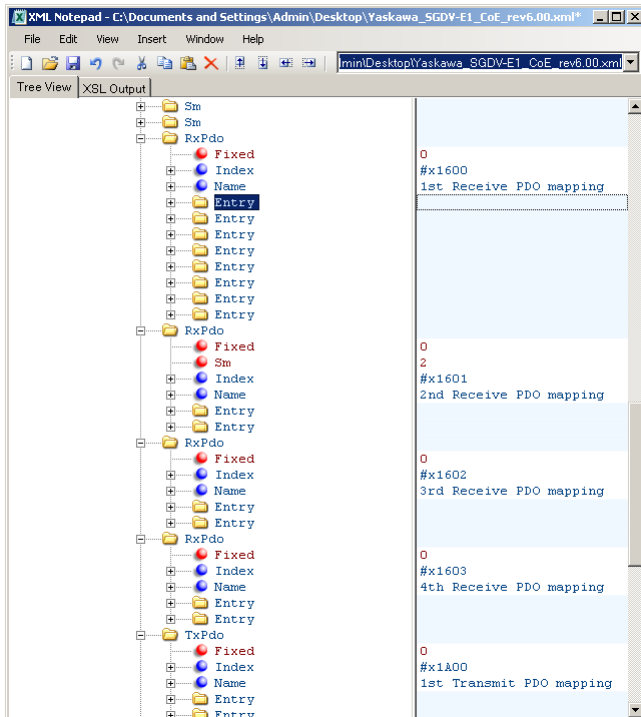 XML Notepad - C:\Documents and Settings\Admin\Desktop\Yaskawa_SGDV-E1_CoE_rev6.00.xml*
File Edit View Insert Window Help
min\Desktop\Yaskawa_SGDV-E1_CoE_rev6.00.xml
Tree View XSL Output
Sm
Sm
RxPdo
Fixed 0
Index #x1600
Name 1st Receive PDO mapping
Entry
Entry
Entry
Entry
Entry
Entry
Entry
Entry
RxPdo
Fixed 0
Sm 2
Index #x1601
Name 2nd Receive PDO mapping
Entry
Entry
RxPdo
Fixed 0
Index #x1602
Name 3rd Receive PDO mapping
Entry
Entry
RxPdo
Fixed 0
Index #x1603
Name 4th Receive PDO mapping
Entry
Entry
TxPdo
Fixed 0
Index #x1A00
Name 1st Transmit PDO mapping
Entry
Entry